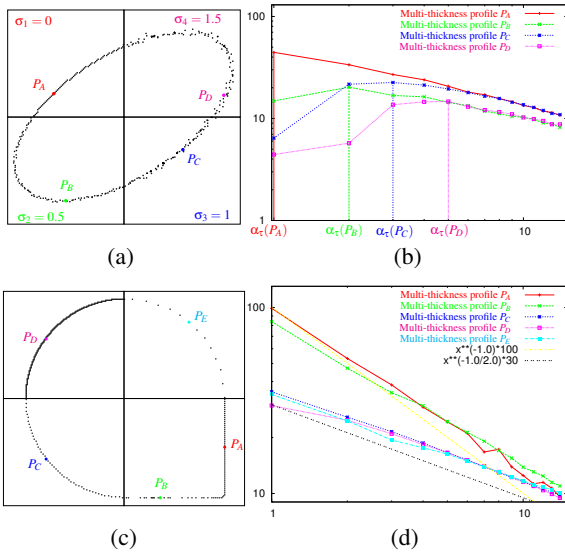 σ1 = 0
σ4 = 1.5
PA
PD
PC
PB
σ2 = 0.5
σ3 = 1
(a)
100
10
1
Multi-thickness profile PA
Multi-thickness profile PB
Multi-thickness profile PC
Multi-thickness profile PD
ατ(PA)
ατ(PB)
ατ(PC)
ατ(PD)
10
(b)
PE
PD
PC
PA
PB
(c)
100
10
Multi-thickness profile PA
Multi-thickness profile PB
Multi-thickness profile PC
Multi-thickness profile PD
Multi-thickness profile PE
x**(-1.0)*100
x**(-1.0/2.0)*30
1
10
(d)